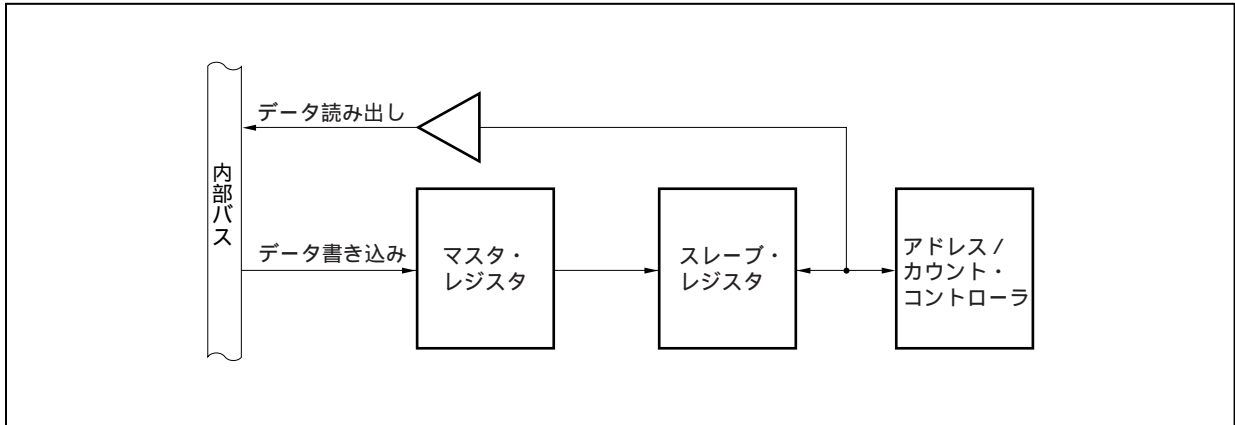 データ読み出し
内部バス
データ書き込み
マスタ・
レジスタ
スレーブ・
レジスタ
アドレス /
カウント・
コントローラ